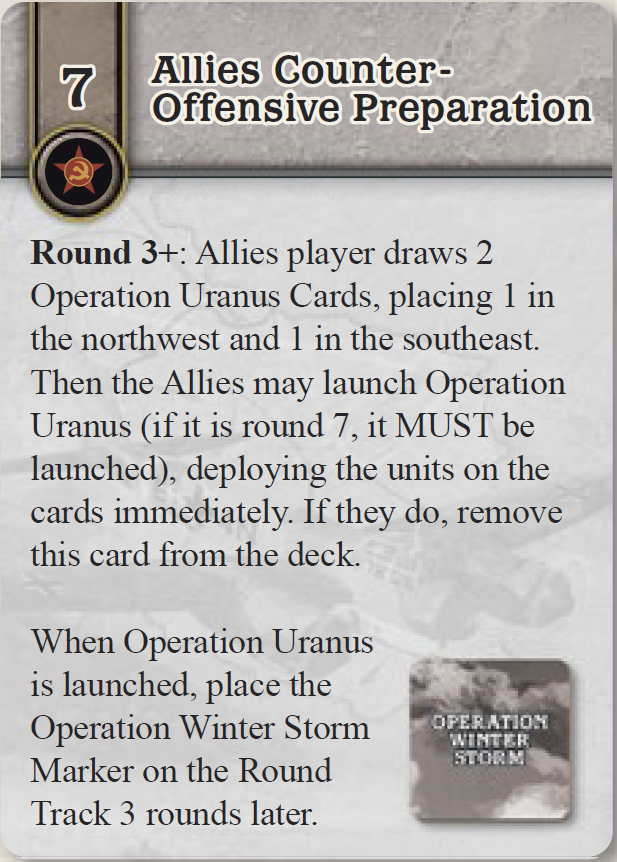 7
Allies Counter-
Offensive Preparation
Round 3+: Allies player draws 2
Operation Uranus Cards, placing 1 in
the northwest and 1 in the southeast.
Then the Allies may launch Operation
Uranus (if it is round 7, it MUST be
launched), deploying the units on the
cards immediately. If they do, remove
this card from the deck.
When Operation Uranus
is launched, place the
Operation Winter Storm
Marker on the Round
Track 3 rounds later.
OPERATION
WINTER
STORM